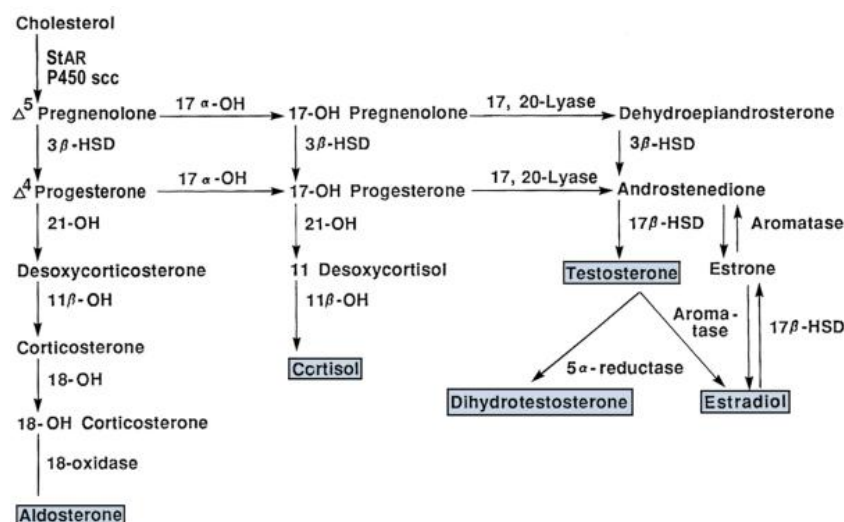 Cholesterol
StAR
P450 scc
Δ5 Pregnenolone 17 α-OH 17-OH Pregnenolone 17, 20-Lyase Dehydroepiandrosterone
3β-HSD 3β-HSD 3β-HSD
Δ4 Progesterone 17 α-OH 17-OH Progesterone 17, 20-Lyase Androstenedione
21-OH 21-OH 17β-HSD Aromatase
Desoxycorticosterone 11 Desoxycortisol Testosterone Estrone
11β-OH 11β-OH Aroma-
tase 17β-HSD
Corticosterone Cortisol 5α-reductase
18-OH Dihydrotestosterone Estradiol
18-OH Corticosterone
18-oxidase
Aldosterone